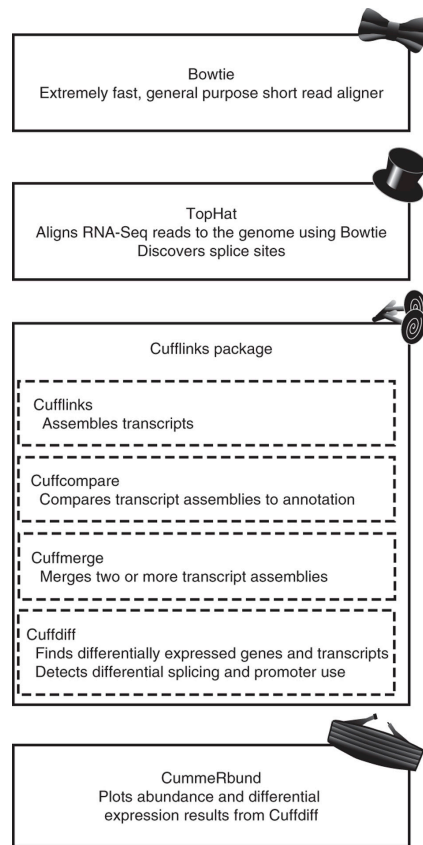 Bowtie
Extremely fast, general purpose short read aligner
TopHat
Aligns RNA-Seq reads to the genome using Bowtie
Discovers splice sites
Cufflinks package
Cufflinks
Assembles transcripts
Cuffcompare
Compares transcript assemblies to annotation
Cuffmerge
Merges two or more transcript assemblies
Cuffdiff
Finds differentially expressed genes and transcripts
Detects differential splicing and promoter use
CummeRbund
Plots abundance and differential
expression results from Cuffdiff